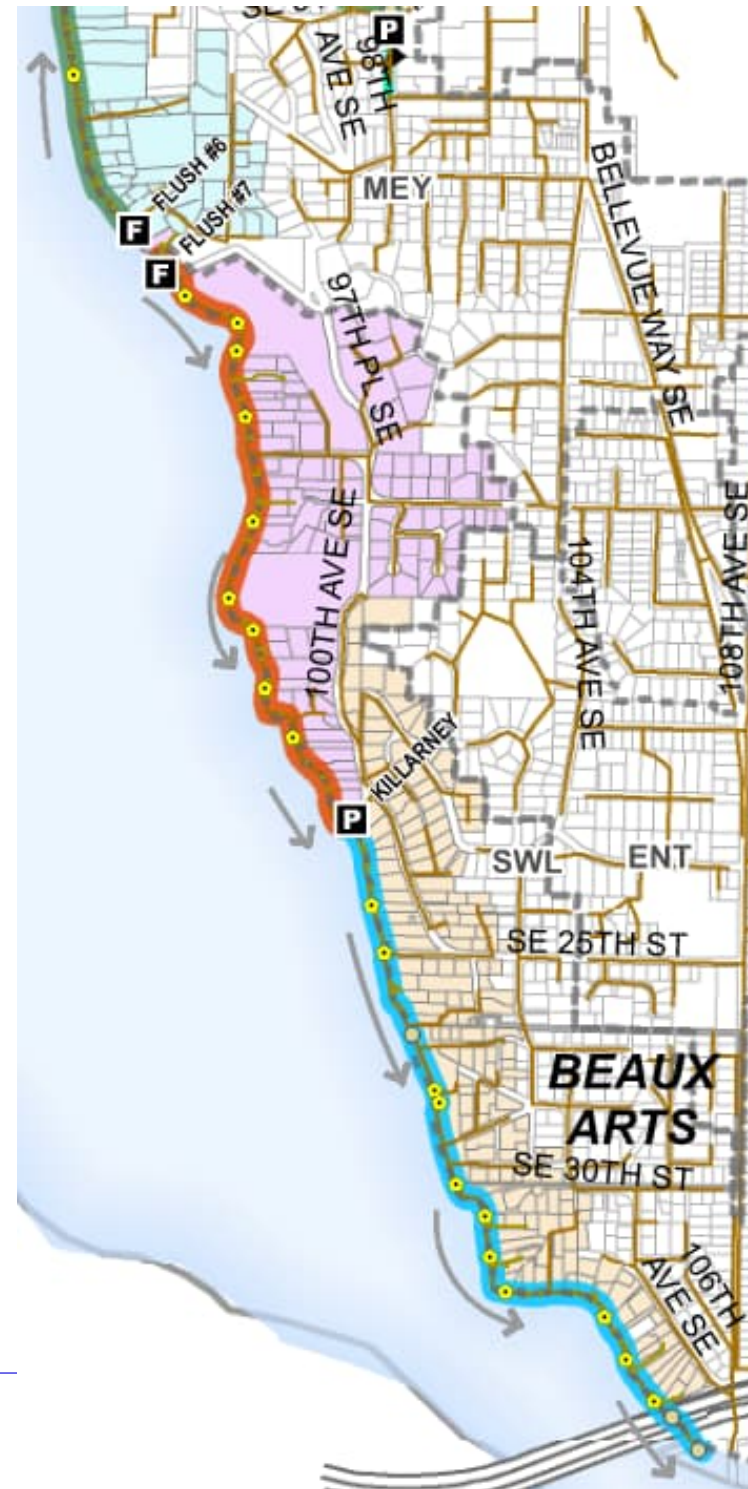 P
98TH
AVE SE
MEY
FLUSH #6
F
FLUSH #7
F
BELLEVUE WAY SE
97TH PL SE
100TH AVE SE
104TH AVE SE
108TH AVE SE
KILLARNEY
P
SWL
ENT
SE 25TH ST
BEAUX
ARTS
SE 30TH ST
106TH
AVE SE